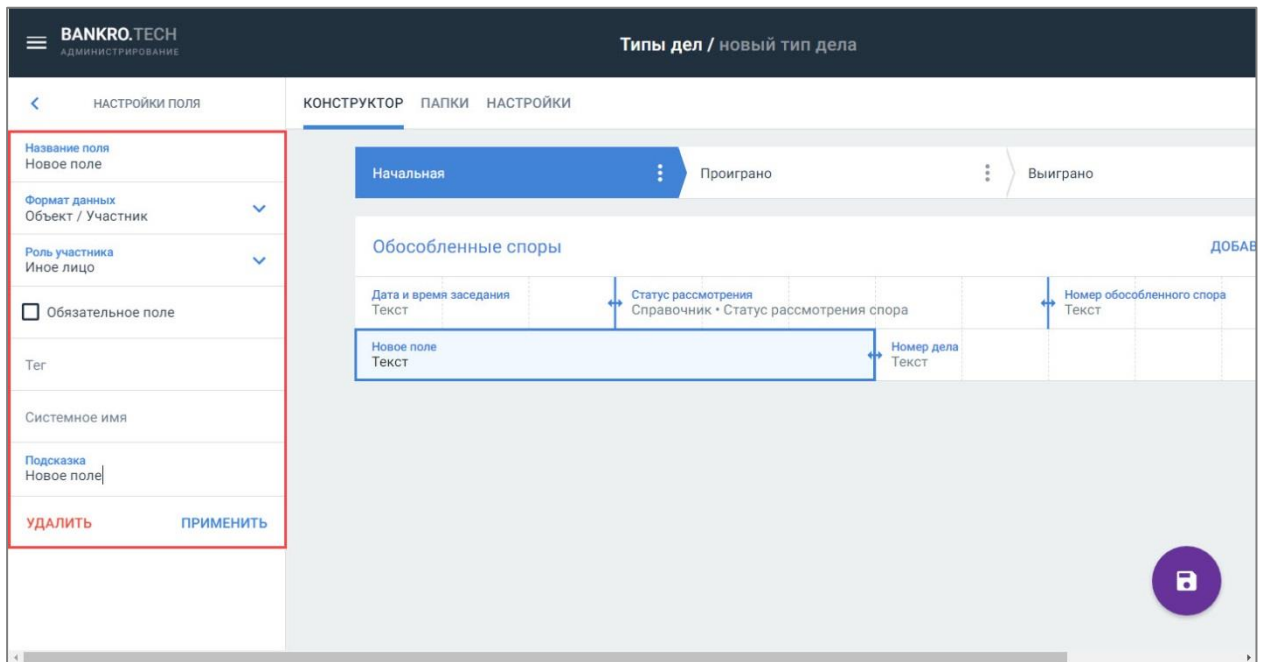 BANKRO.TECH
АДМИНИСТРИРОВАНИЕ
Типы дел / новый тип дела
НАСТРОЙКИ ПОЛЯ
КОНСТРУКТОР ПАПКИ НАСТРОЙКИ
Название поля
Новое поле
Формат данных
Объект / Участник
Роль участника
Иное лицо
Обязательное поле
Тег
Системное имя
Подсказка
Новое поле
УДАЛИТЬ ПРИМЕНИТЬ
Начальная Проиграно Выиграно
Обособленные споры ДОБАВ
Дата и время заседания Статус рассмотрения Номер обособленного спора
Текст Справочник • Статус рассмотрения спора Текст
Новое поле Номер дела
Текст Текст